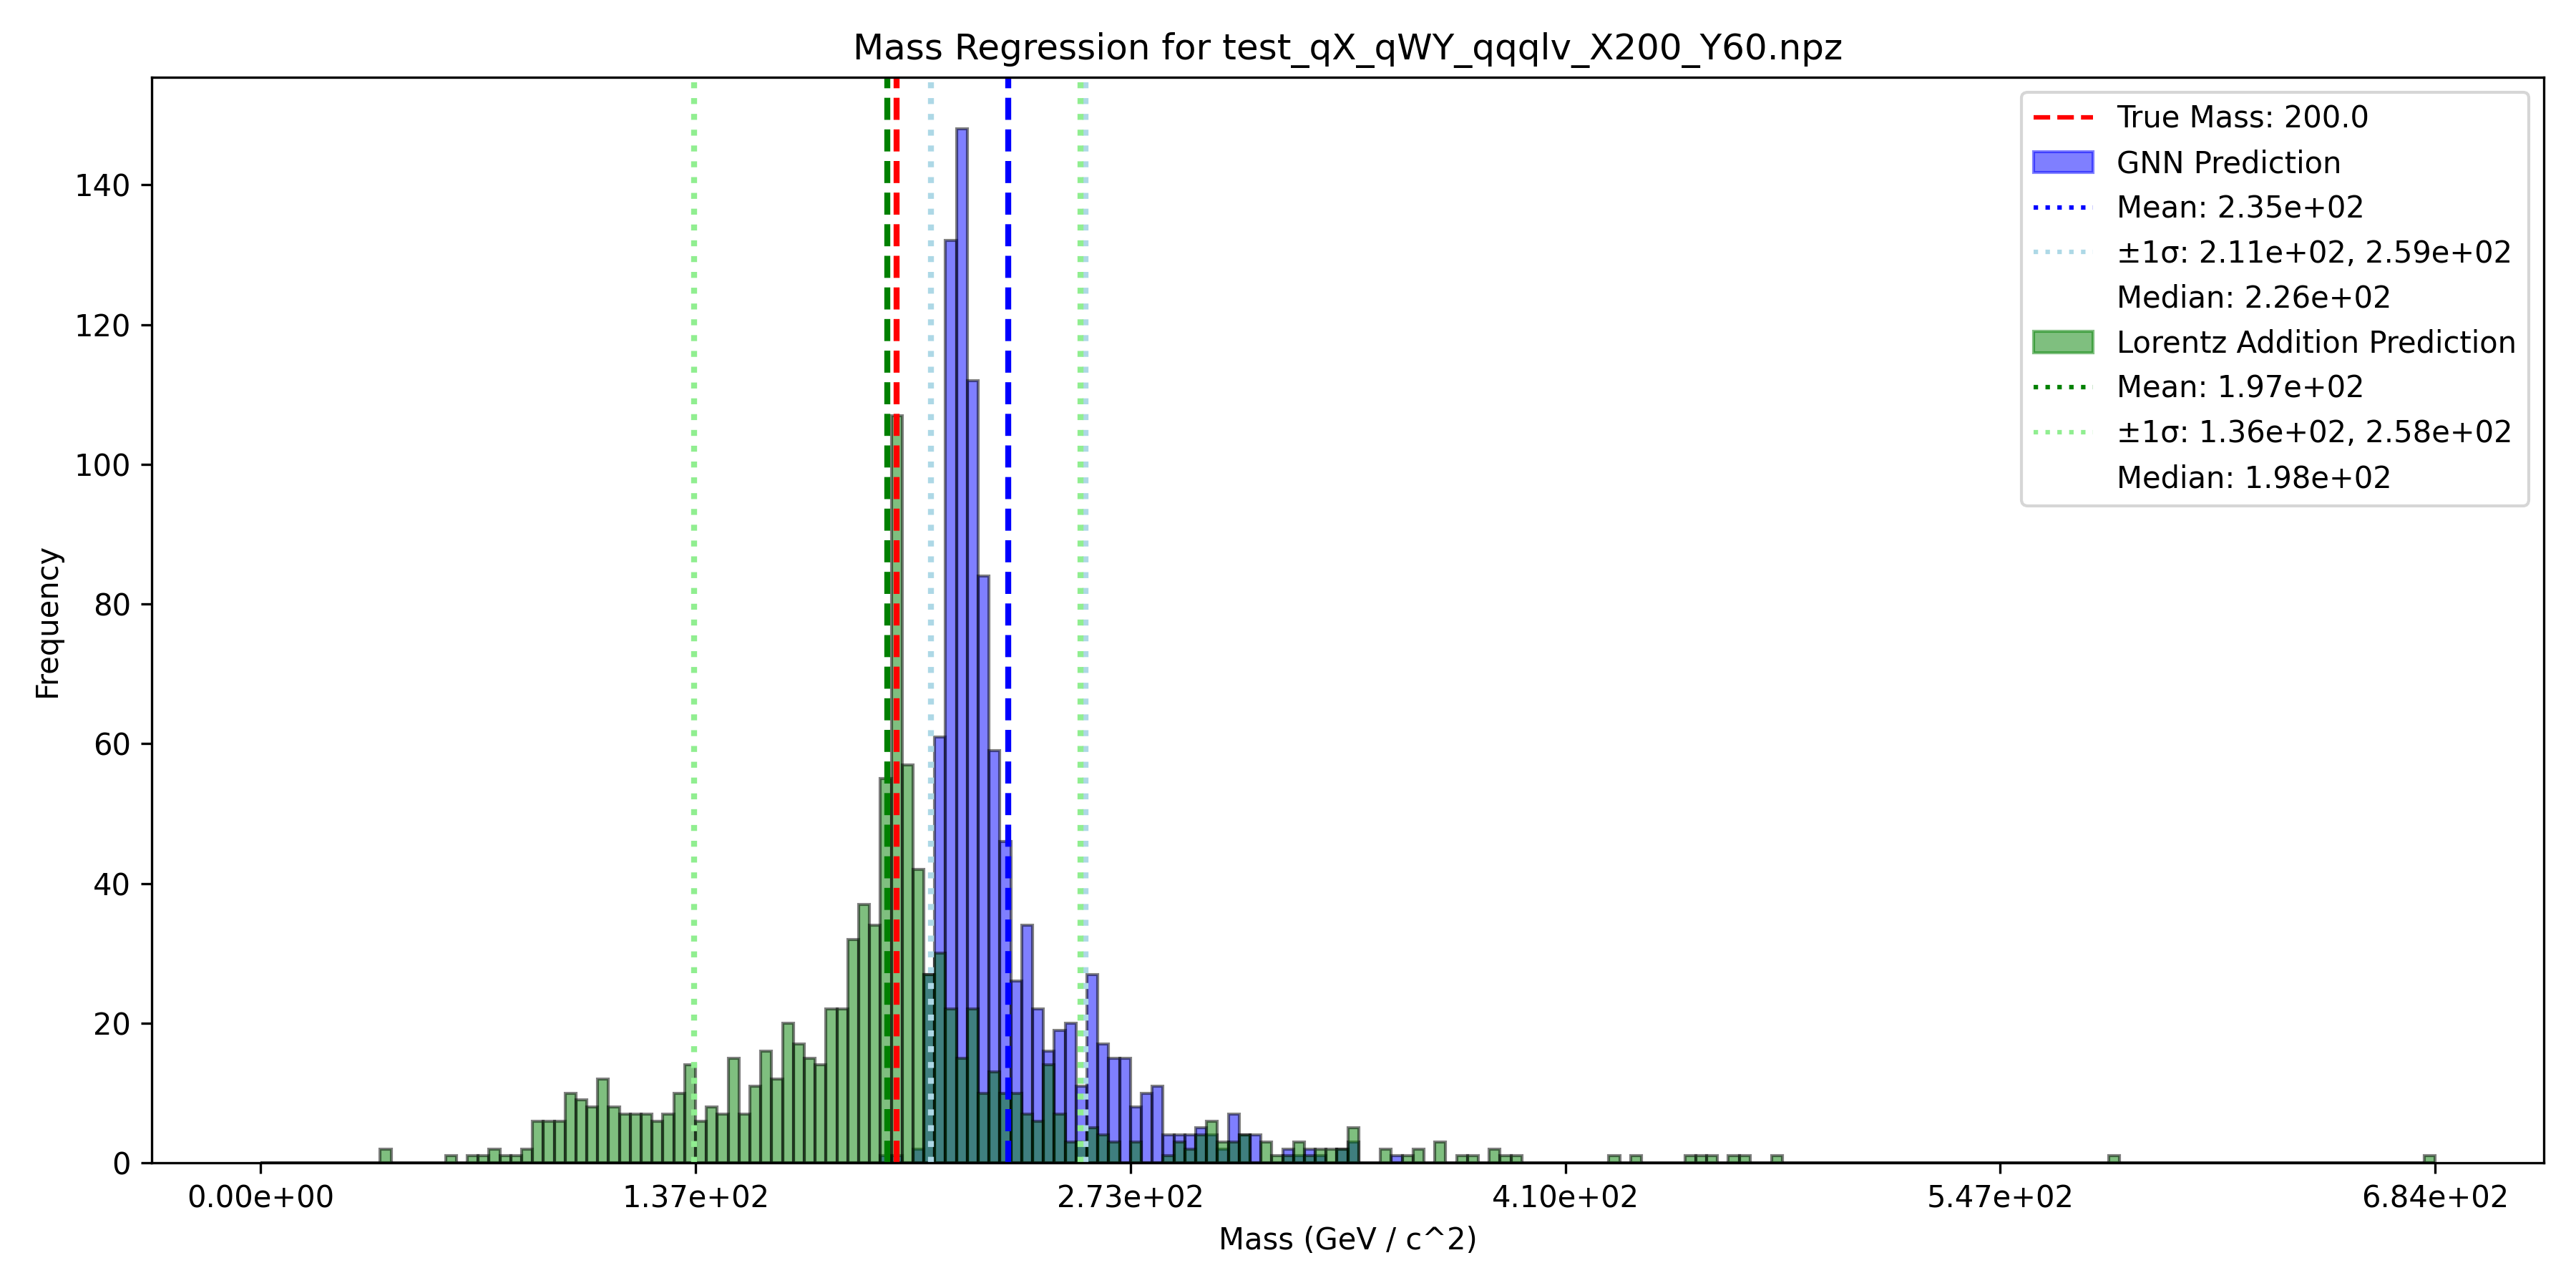 Mass Regression for test_qX_qWY_qqqlv_X200_Y60.npz
True Mass: 200.0
GNN Prediction
Mean: 2.35e+02
±1σ: 2.11e+02, 2.59e+02
Median: 2.26e+02
Lorentz Addition Prediction
Mean: 1.97e+02
±1σ: 1.36e+02, 2.58e+02
Median: 1.98e+02
Frequency
140
120
100
80
60
40
20
0
0.00e+00
1.37e+02
2.73e+02
4.10e+02
5.47e+02
6.84e+02
Mass (GeV / c^2)